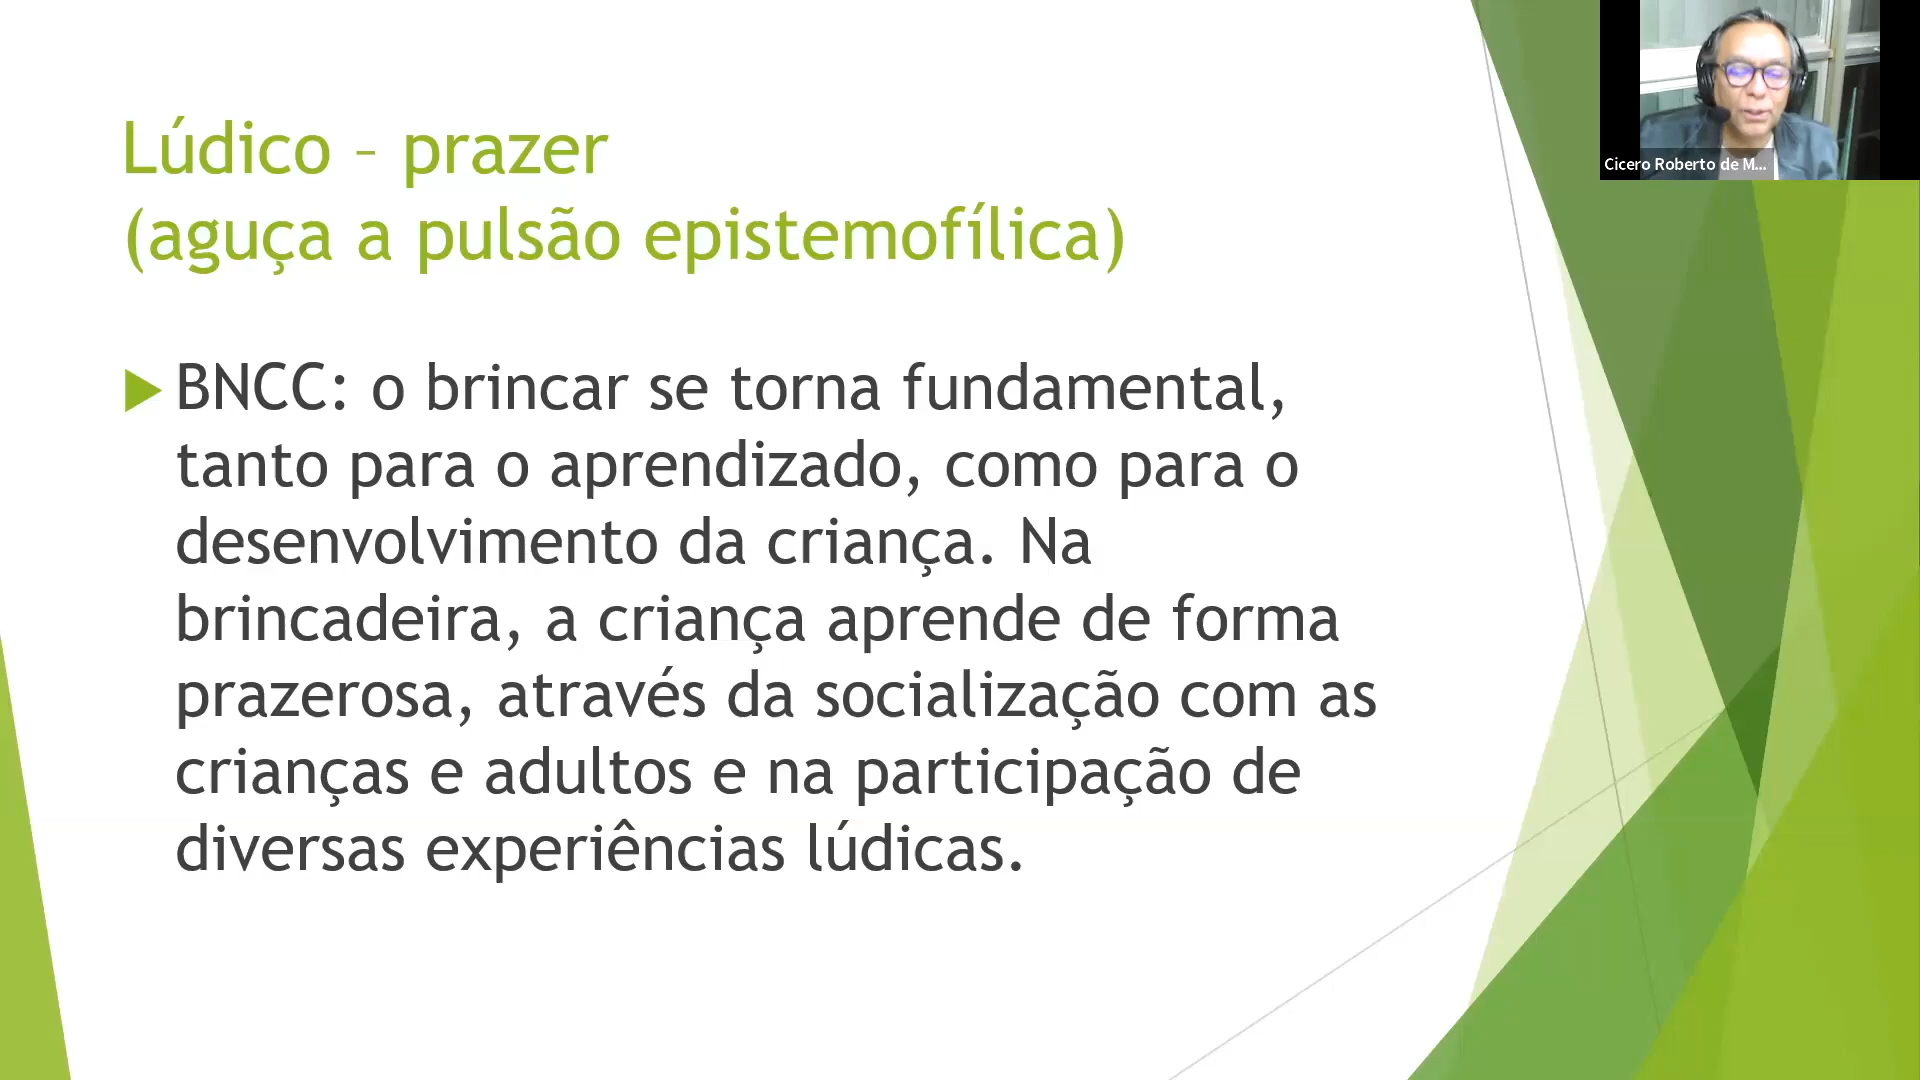 Lúdico – prazer
(aguça a pulsão epistemofílica)
BNCC: o brincar se torna fundamental,
tanto para o aprendizado, como para o
desenvolvimento da criança. Na
brincadeira, a criança aprende de forma
prazerosa, através da socialização com as
crianças e adultos e na participação de
diversas experiências lúdicas.
Cicero Roberto de M...